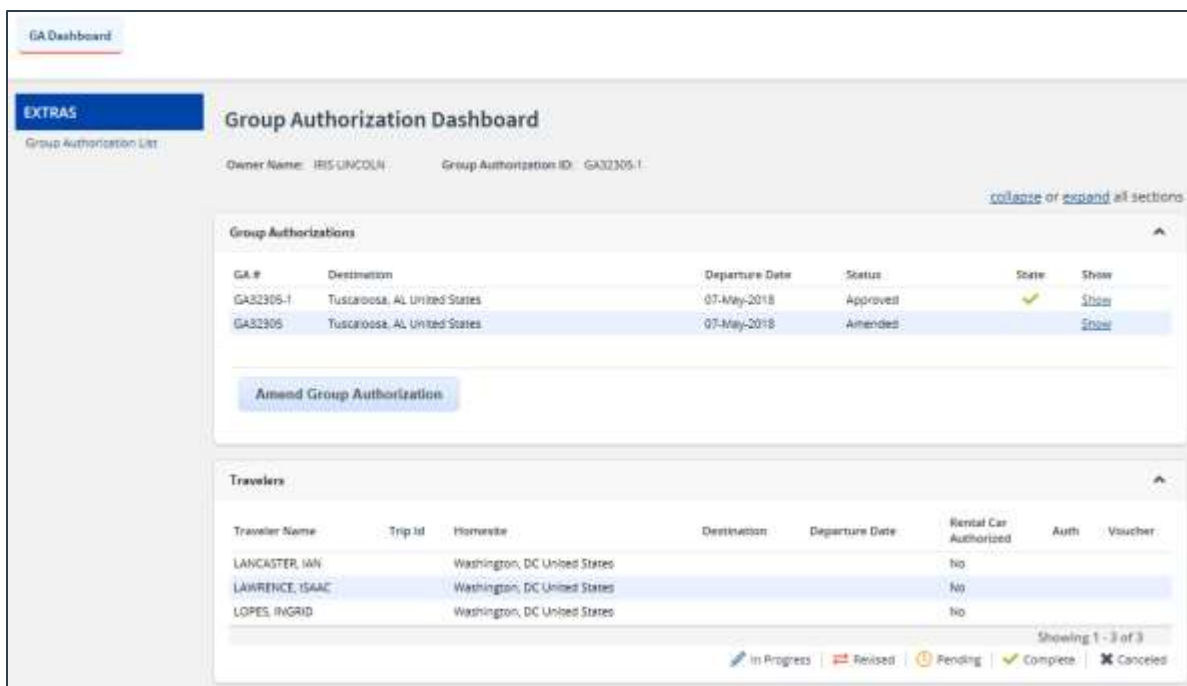 GA Dashboard
EXTRAS
Group Authorization List
Group Authorization Dashboard
Owner Name: IRIS LINCOLN Group Authorization ID: GA32305-1
collapse or expand all sections
Group Authorizations
GA # Destination Departure Date Status State Show
GA32305-1 Tuscaloosa, AL United States 07-May-2018 Approved Show
GA32305 Tuscaloosa, AL United States 07-May-2018 Amended Show
Amend Group Authorization
Travelers
Traveler Name Trip Id Homesite Destination Departure Date Rental Car Authorized Auth Voucher
LANCASTER, IAN Washington, DC United States No
LAWRENCE, ISAAC Washington, DC United States No
LOPES, INGRID Washington, DC United States No
Showing 1 - 3 of 3
In Progress | Revised | Pending | Complete | Canceled